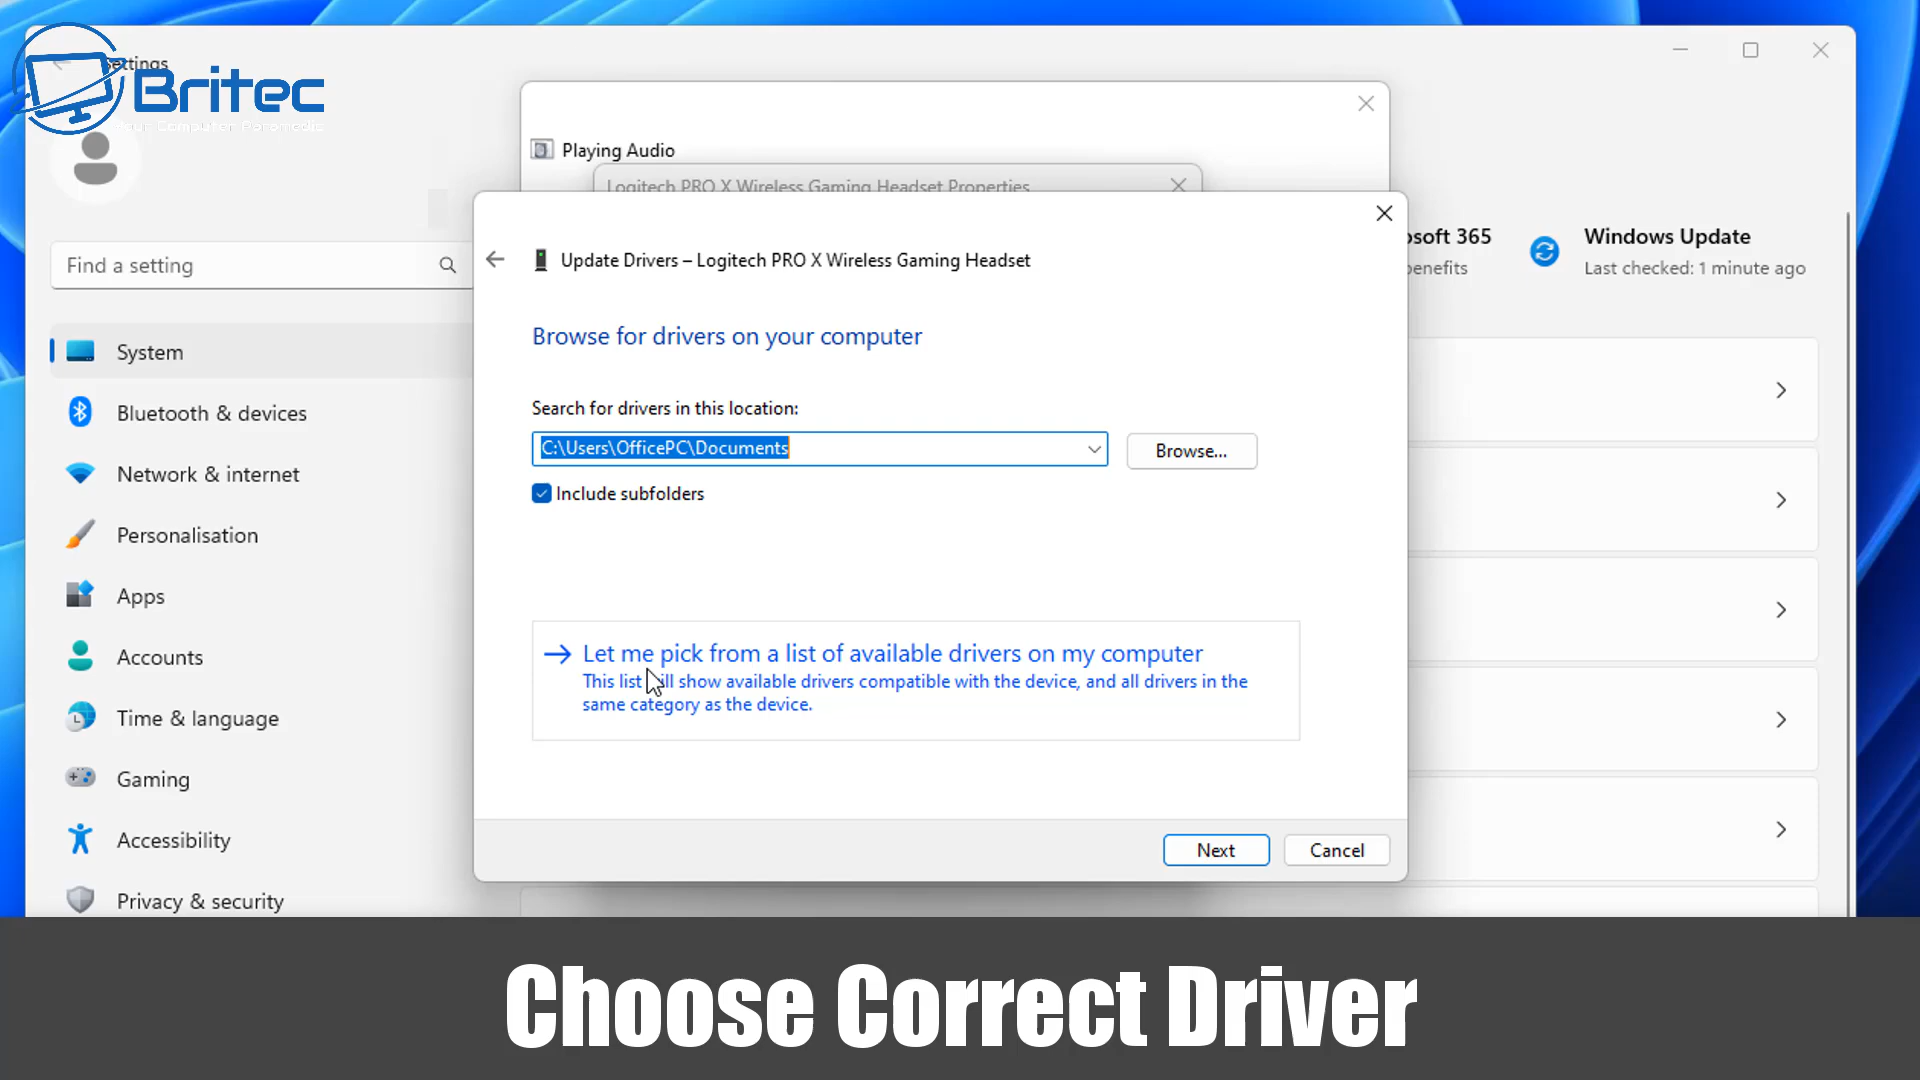 Settings
Britec
Your Computer Paramedic
Playing Audio
Logitech PRO X Wireless Gaming Headset Properties
Update Drivers – Logitech PRO X Wireless Gaming Headset
osoft 365
benefits
Windows Update
Last checked: 1 minute ago
Find a setting
System
Bluetooth & devices
Network & internet
Personalisation
Apps
Accounts
Time & language
Gaming
Accessibility
Privacy & security
Browse for drivers on your computer
Search for drivers in this location:
C:\Users\OfficePC\Documents
Browse...
Include subfolders
Let me pick from a list of available drivers on my computer
This list will show available drivers compatible with the device, and all drivers in the
same category as the device.
Next
Cancel
Choose Correct Driver